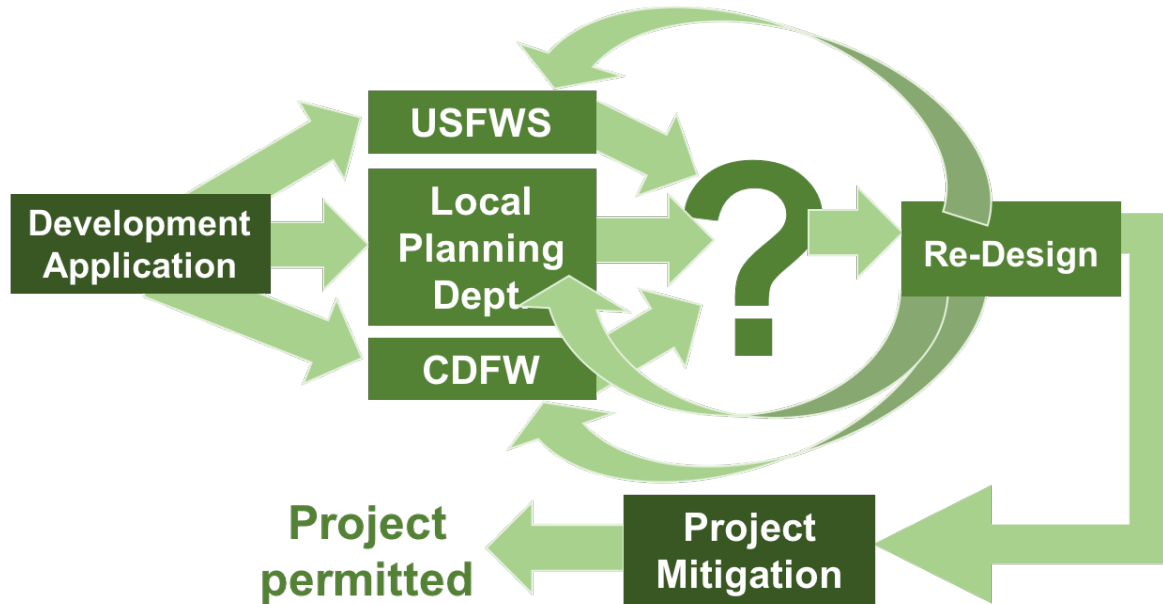 USFWS
Development
Application
Local
Planning
Dept.
CDFW
?
Re-Design
Project
Mitigation
Project
permitted